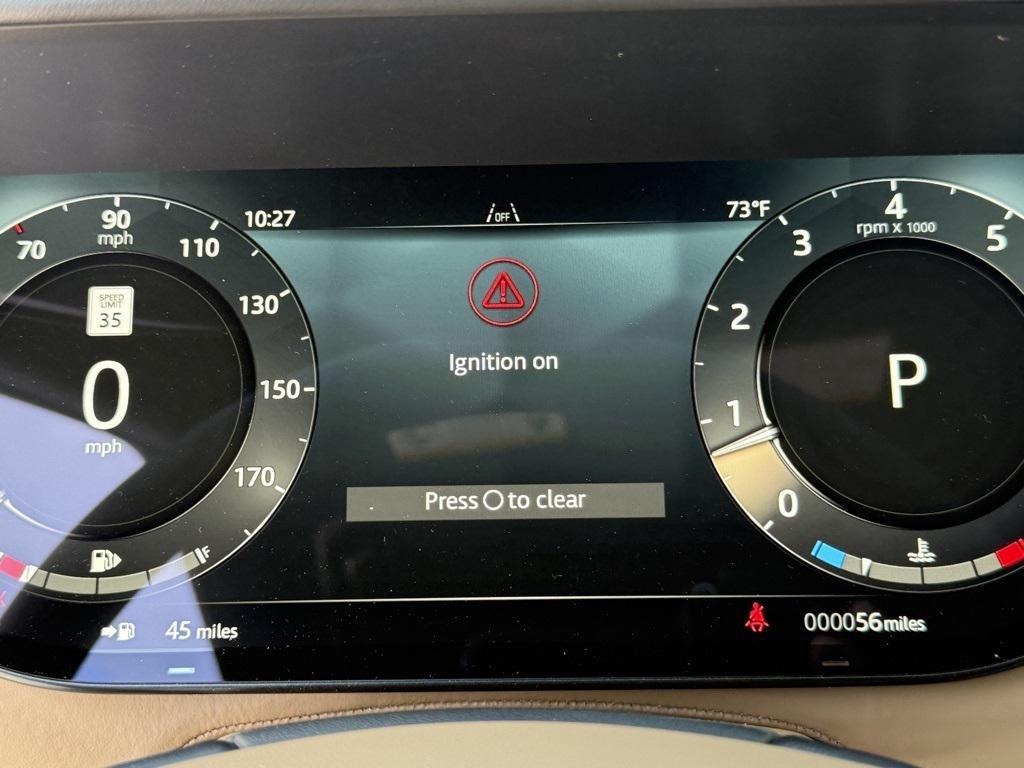 10:27
OFF
73°F
70
90
mph
110
130
150
170
SPEED
LIMIT
35
0
mph
F
45 miles
Ignition on
Press O to clear
0
1
2
3
4
5
rpm x 1000
P
000056miles